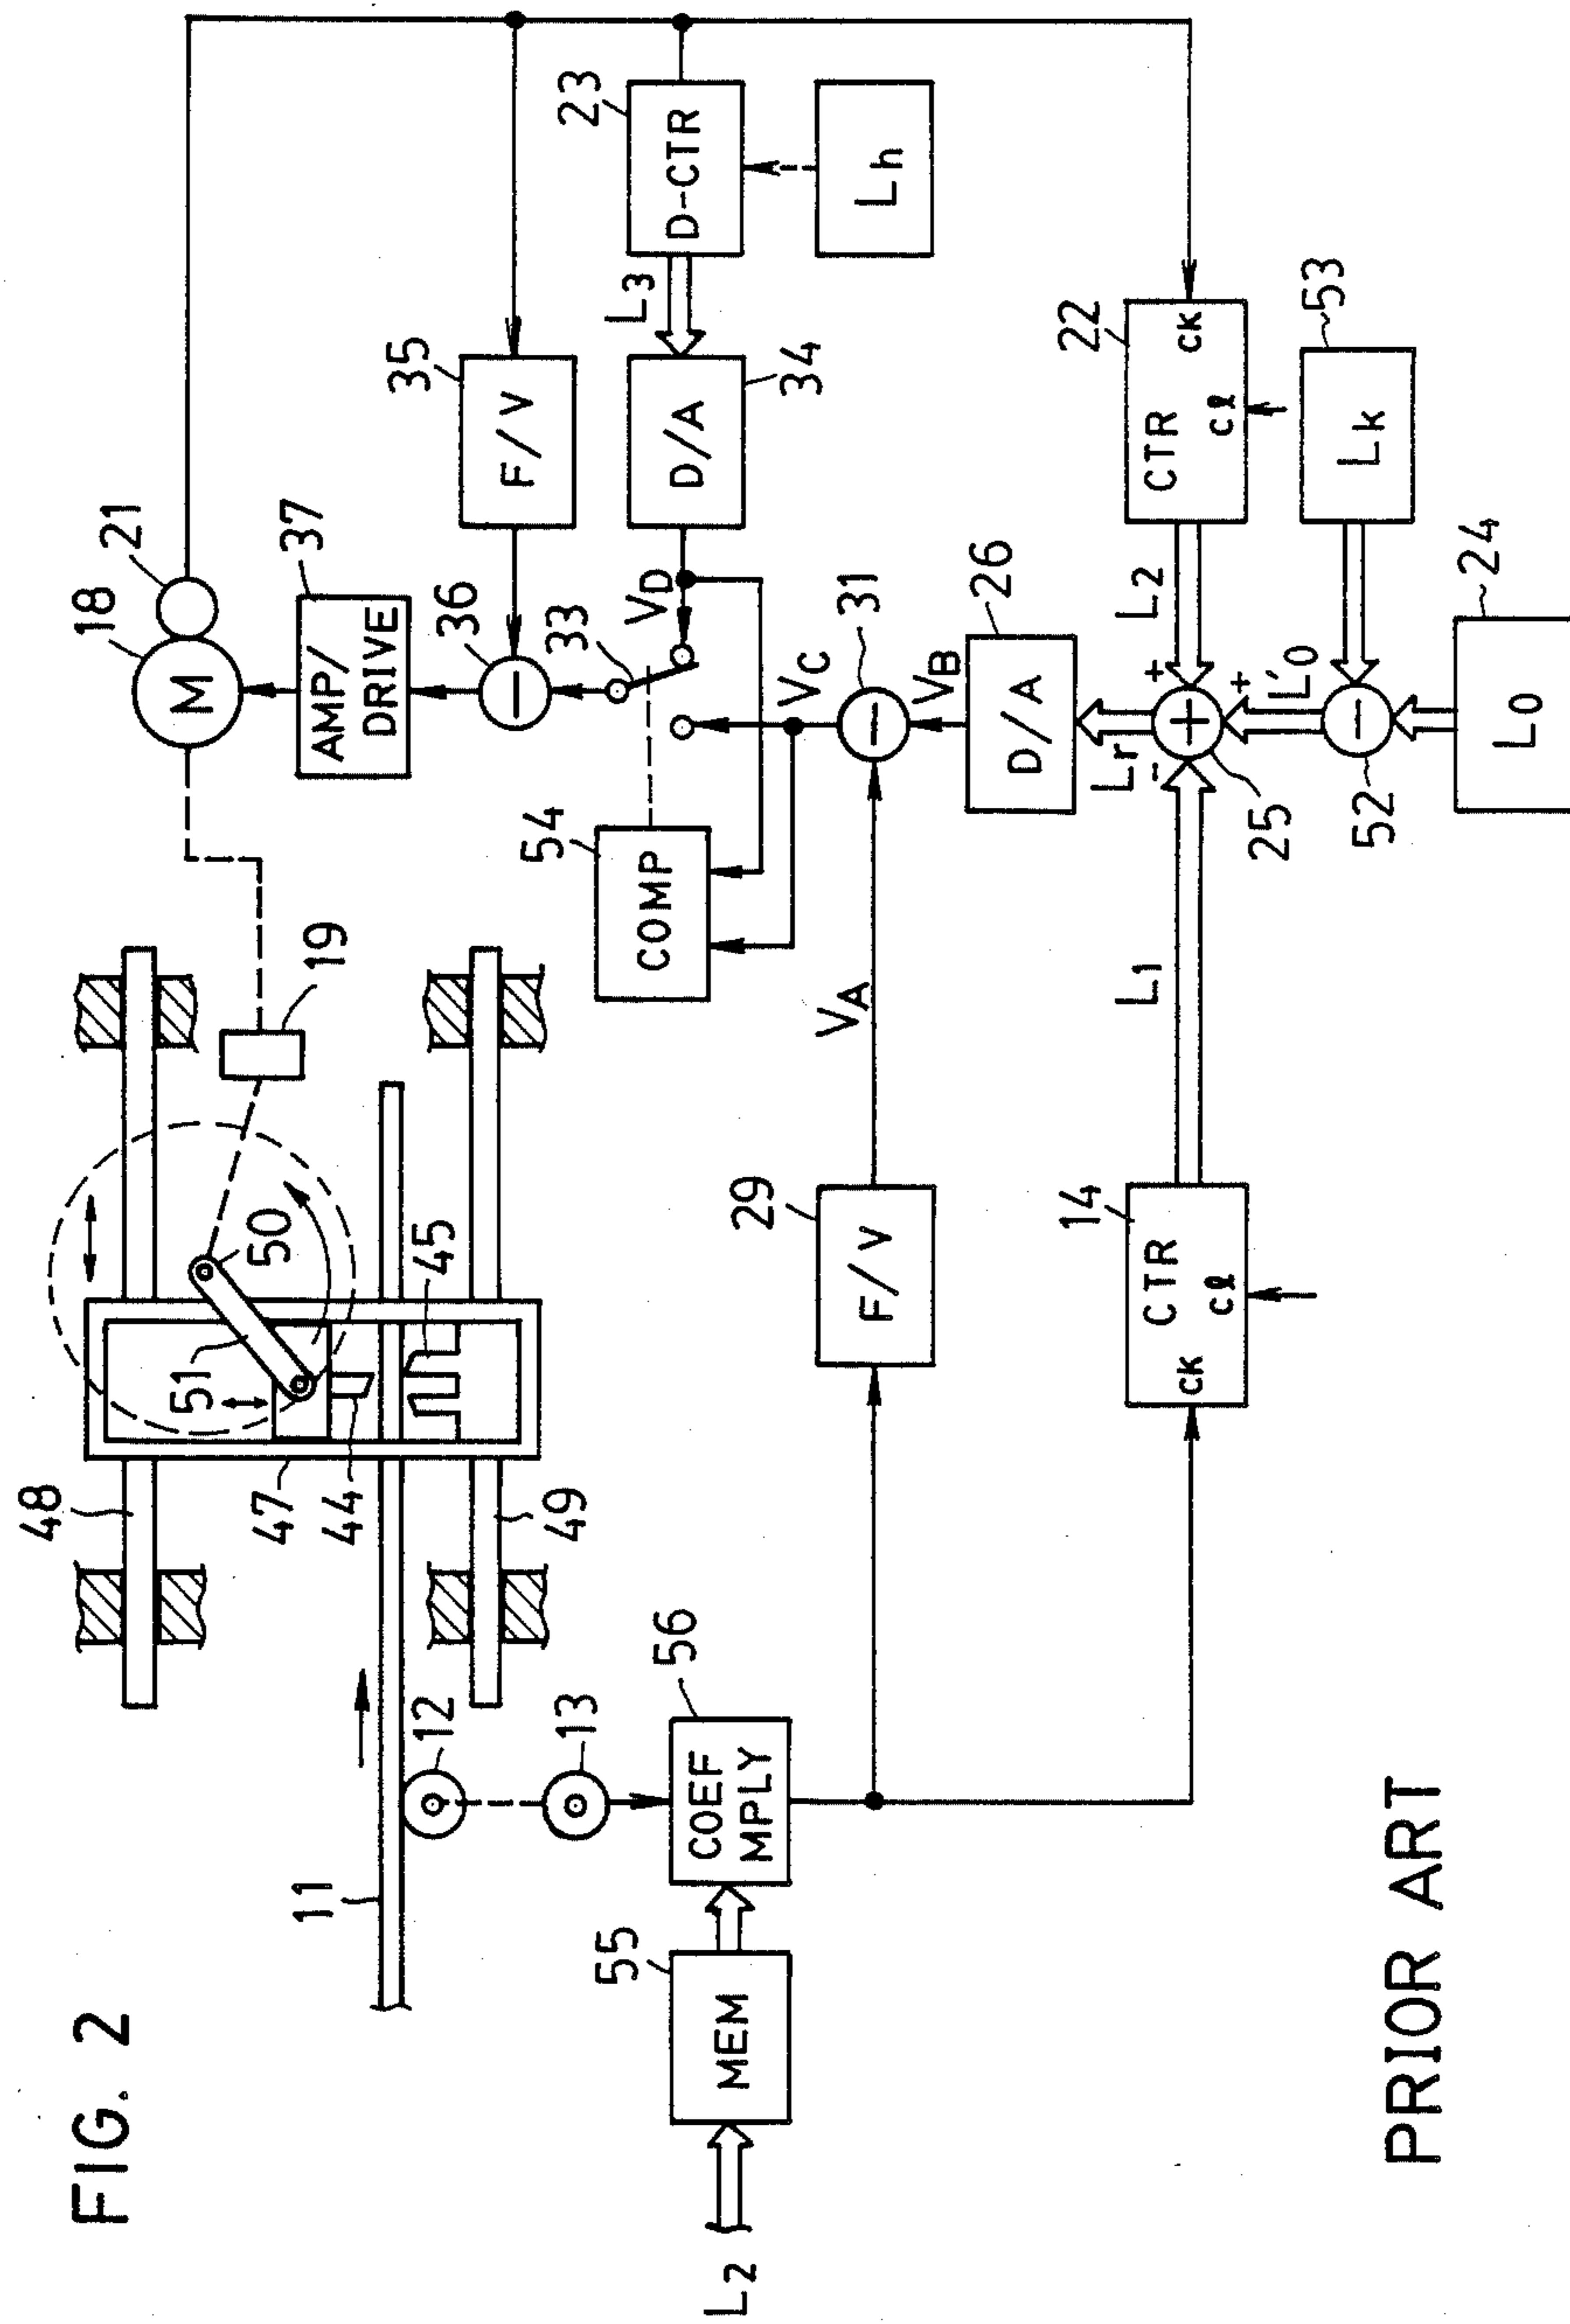 FIG. 2
48
47
44
49
51
50
45
19
18
21
M
37
AMP/
DRIVE
36
35
F/V
33
VD
54
COMP
VC
D/A
34
L3
23
D-CTR
Lh
11
12
13
55
MEM
L2
56
COEF
MPLY
29
F/V
VA
31
VB
26
D/A
Lr
14
CTR
ck
cl
L1
-
+
+
25
L2
22
CTR
ck
cl
L'0
52
53
Lk
24
L0
PRIOR ART